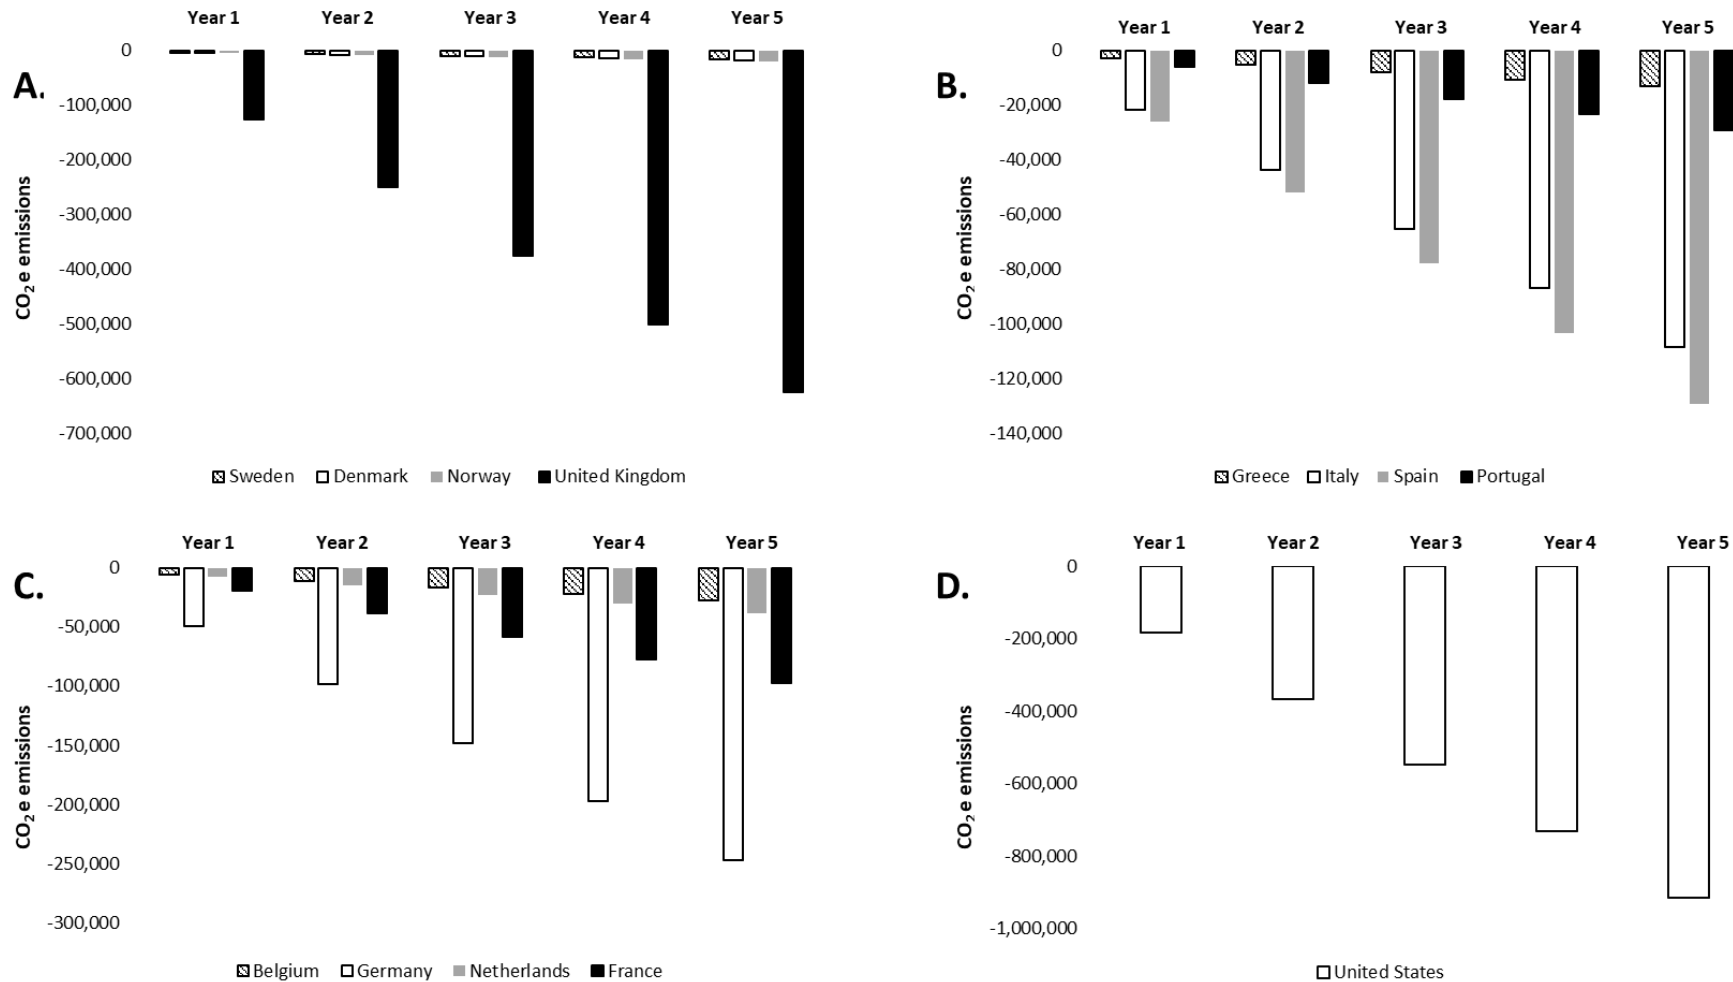 A.
Year 1 Year 2 Year 3 Year 4 Year 5
0
-100,000
-200,000
-300,000
-400,000
-500,000
-600,000
-700,000
CO2 e emissions
Sweden Denmark Norway United Kingdom
B.
Year 1 Year 2 Year 3 Year 4 Year 5
0
-20,000
-40,000
-60,000
-80,000
-100,000
-120,000
-140,000
CO2 e emissions
Greece Italy Spain Portugal
C.
Year 1 Year 2 Year 3 Year 4 Year 5
0
-50,000
-100,000
-150,000
-200,000
-250,000
-300,000
CO2 e emissions
Belgium Germany Netherlands France
D.
Year 1 Year 2 Year 3 Year 4 Year 5
0
-200,000
-400,000
-600,000
-800,000
-1,000,000
CO2 e emissions
United States